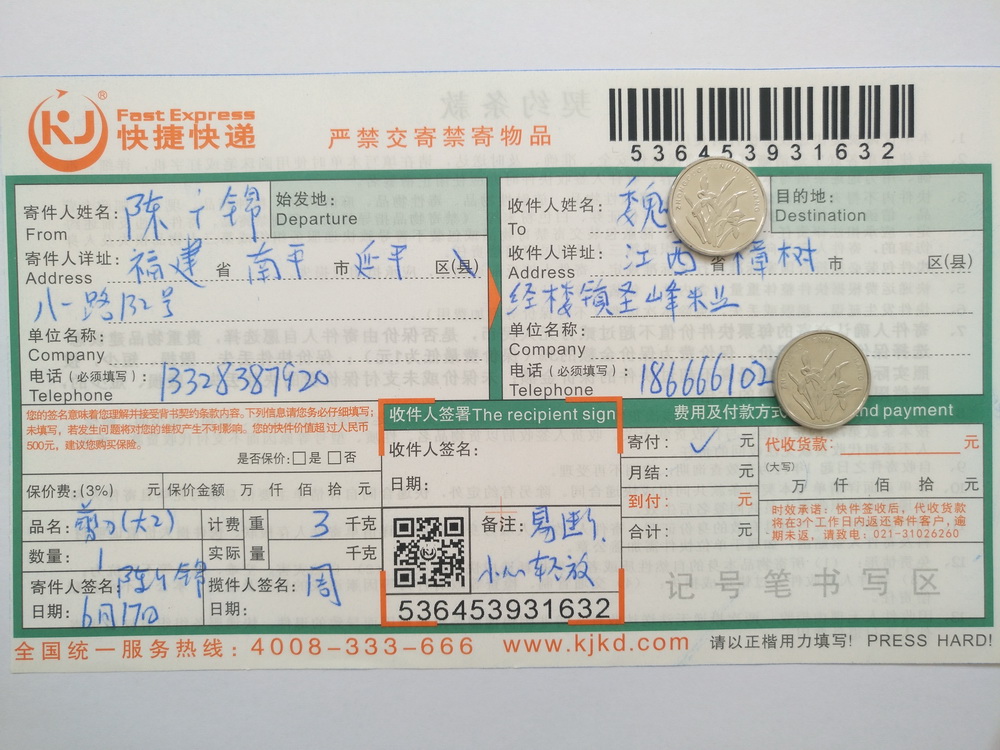 KJ ® Fast Express
快捷快递
严禁交寄禁寄物品
536453931632
寄件人姓名: 陈
From
始发地:
Departure
寄件人详址: 福建 省 南平 市 延平 区(县)
Address
八一路132号
单位名称:
Company
电话 (必须填写): 13328387920
Telephone
收件人姓名: 魏
To
目的地:
Destination
收件人详址: 江西 省 樟树 市 区(县)
Address
经楼镇圣峰米业
单位名称:
Company
电话 (必须填写): 186666102
Telephone
您的签名意味着您理解并接受背书契约条款内容。下列信息请您务必仔细填写;
未填写,若发生问题将对您的维权产生不利影响。您的快件价值超过人民币
500元,建议您购买保险。
是否保价:□是 □否
保价费:(3%) 元 保价金额 万 仟 佰 拾 元
品名: 剪刀(大2) 计费 重 3 千克
数量: 1 实际 量 千克
寄件人签名: 陈 锦
日期: 6月17日
揽件人签名: 周
日期:
收件人签署The recipient sign
收件人签名:
日期:
备注: 易断,
小心轻放
536453931632
费用及付款方式 nd payment
寄付: ✓ 元
月结: 元
到付: 元
合计: 元
代收货款: 元
(大写)
万 仟 佰 拾 元
时效承诺: 快件签收后,代收货款
将在3个工作日内返还寄件客户,逾
期未返,请致电:021-31026260
记号笔书写区
全国统一服务热线: 4008-333-666 www.kjkd.com 请以正楷用力填写! PRESS HARD!